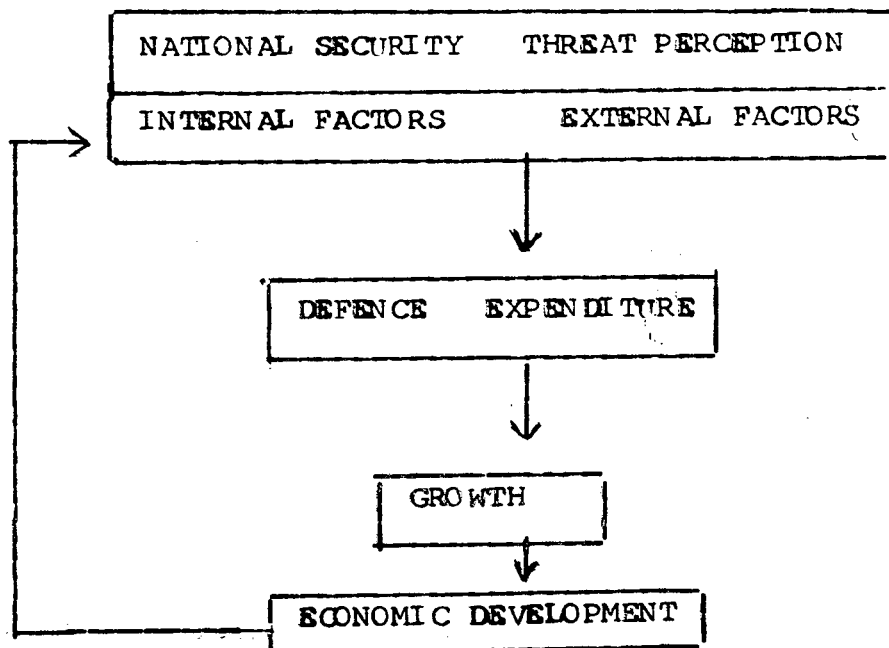 NATIONAL SECURITY THREAT PERCEPTION
INTERNAL FACTORS EXTERNAL FACTORS
DEFENCE EXPENDITURE
GROWTH
ECONOMIC DEVELOPMENT